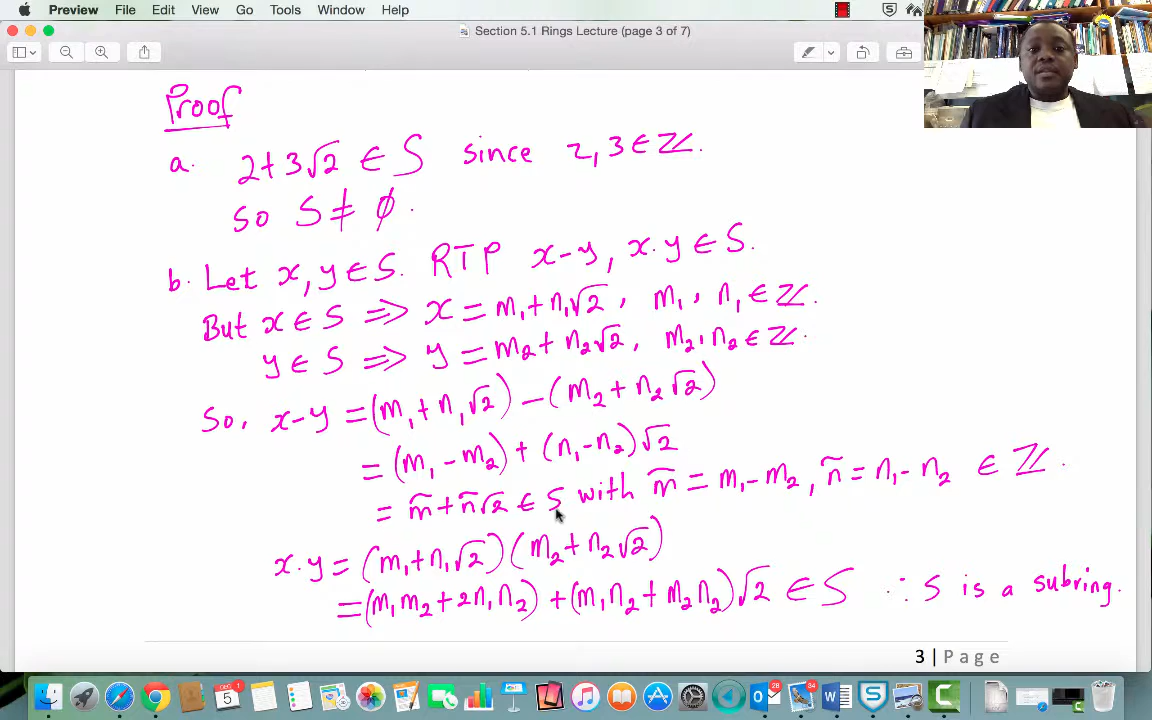 Preview File Edit View Go Tools Window Help
Section 5.1 Rings Lecture (page 3 of 7)
Proof
a. 2+3√2 ∈ S since 2, 3 ∈ ℤ.
So S ≠ ∅.
b. Let x, y ∈ S. RTP x-y, x.y ∈ S.
But x ∈ S ⟹ x = m₁+n₁√2, m₁, n₁ ∈ ℤ.
y ∈ S ⟹ y = m₂+n₂√2, m₂, n₂ ∈ ℤ.
So, x-y = (m₁+n₁√2) - (m₂+n₂√2)
= (m₁-m₂) + (n₁-n₂)√2
= m̃+ñ√2 ∈ S with m̃ = m₁-m₂, ñ = n₁-n₂ ∈ ℤ.
x.y = (m₁+n₁√2)(m₂+n₂√2)
= (m₁m₂+2n₁n₂) + (m₁n₂+m₂n₂)√2 ∈ S ∴ S is a subring.
3 | Page